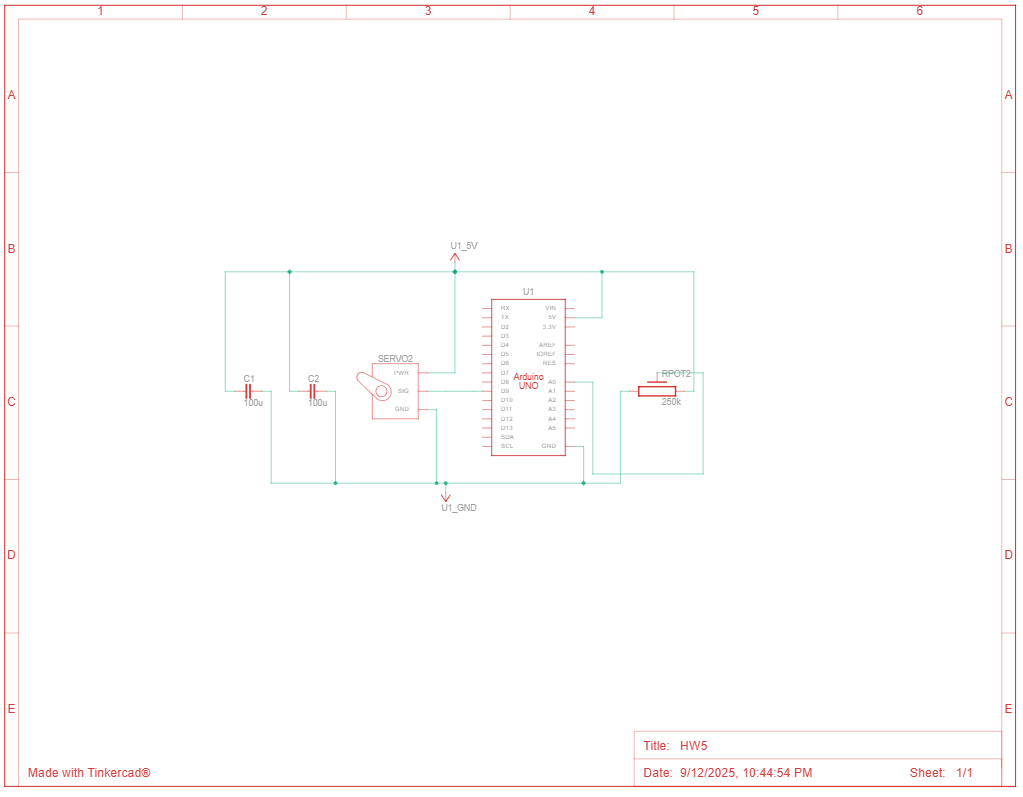 1 2 3 4 5 6
A A
B B
C C
D D
E E
U1_5V
U1
RX VIN
TX 5V
D2 3.3V
D3
D4 AREF
D5 IOREF
D6 RES
D7
D8 A0
D9 A1
D10 A2
D11 A3
D12 A4
D13 A5
SDA
SCL GND
Arduino
UNO
SERVO2
PWR
SIG
GND
C1
100u
C2
100u
RPOT2
250k
U1_GND
Title: HW5
Date: 9/12/2025, 10:44:54 PM Sheet: 1/1
Made with Tinkercad®